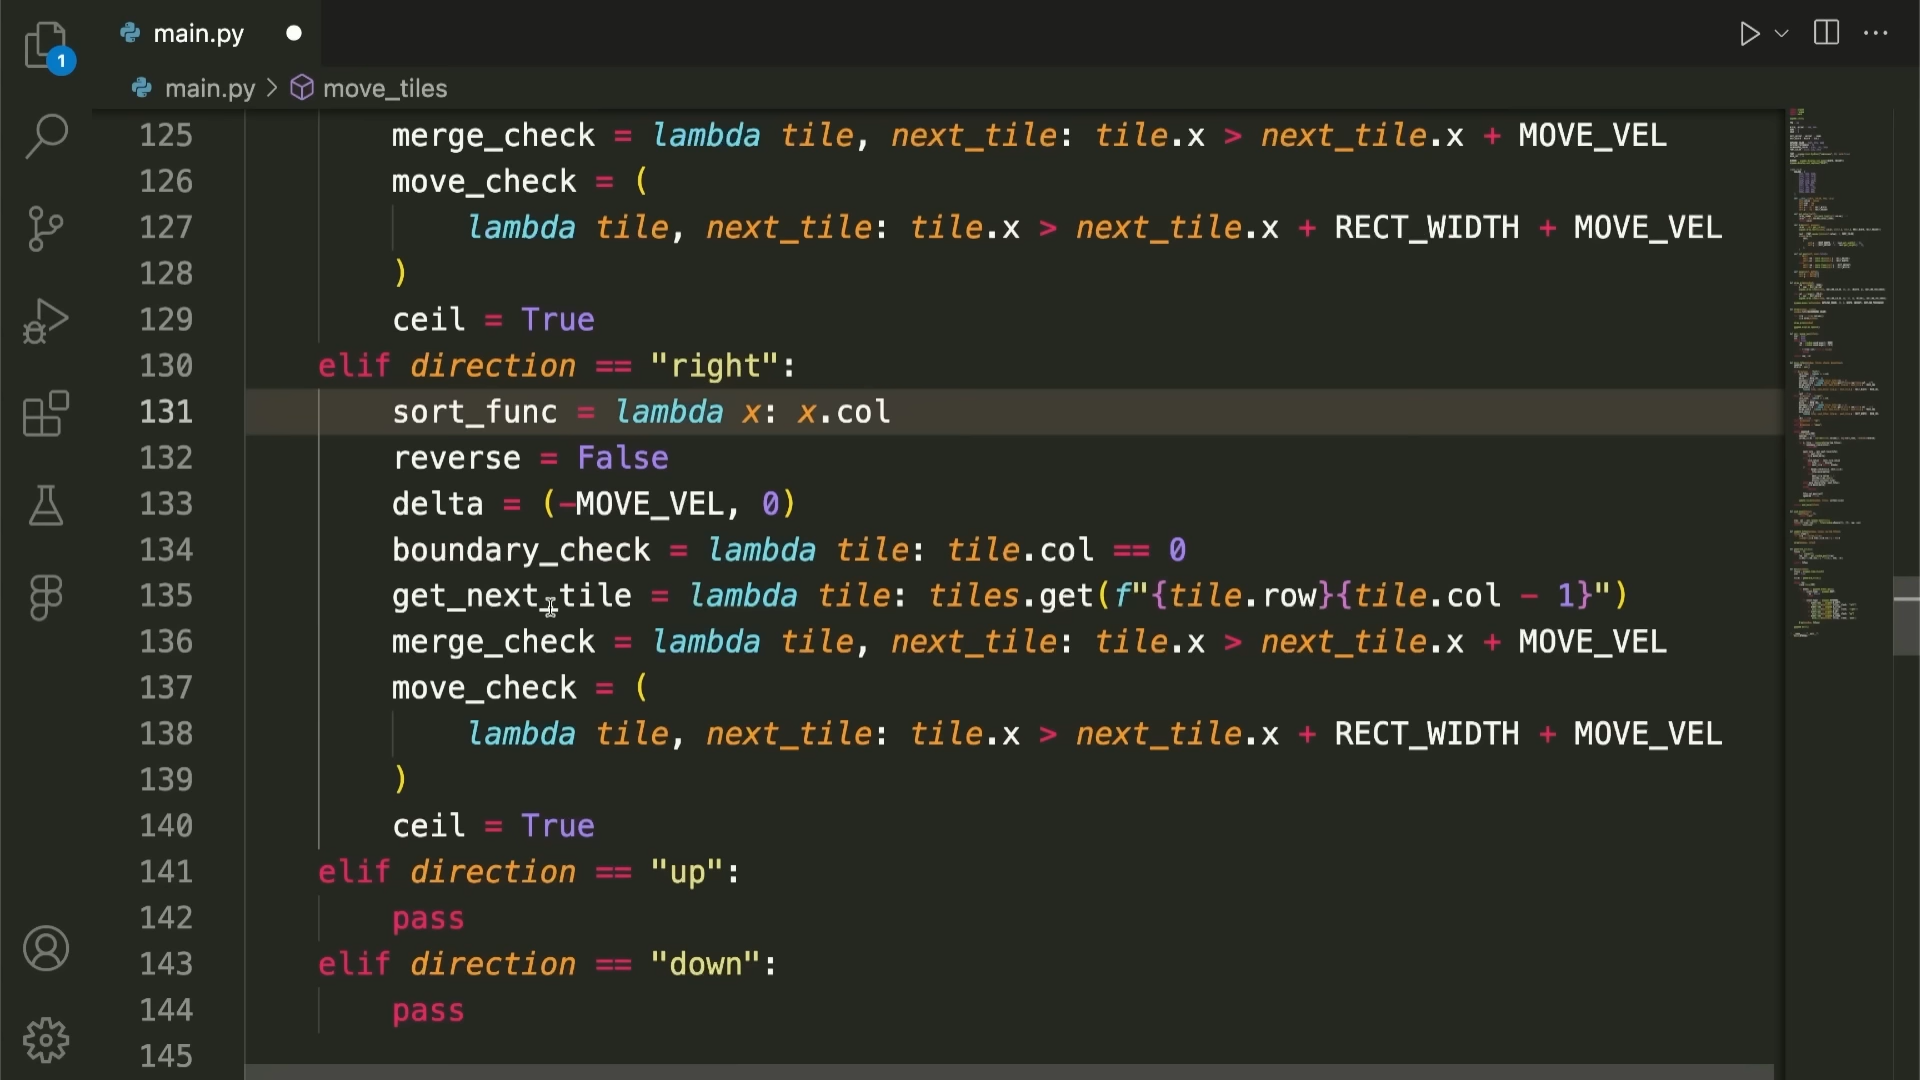 main.py
1
main.py > move_tiles
125 merge_check = lambda tile, next_tile: tile.x > next_tile.x + MOVE_VEL
126 move_check = (
127 lambda tile, next_tile: tile.x > next_tile.x + RECT_WIDTH + MOVE_VEL
128 )
129 ceil = True
130 elif direction == "right":
131 sort_func = lambda x: x.col
132 reverse = False
133 delta = (-MOVE_VEL, 0)
134 boundary_check = lambda tile: tile.col == 0
135 get_next_tile = lambda tile: tiles.get(f"{tile.row}{tile.col - 1}")
136 merge_check = lambda tile, next_tile: tile.x > next_tile.x + MOVE_VEL
137 move_check = (
138 lambda tile, next_tile: tile.x > next_tile.x + RECT_WIDTH + MOVE_VEL
139 )
140 ceil = True
141 elif direction == "up":
142 pass
143 elif direction == "down":
144 pass
145